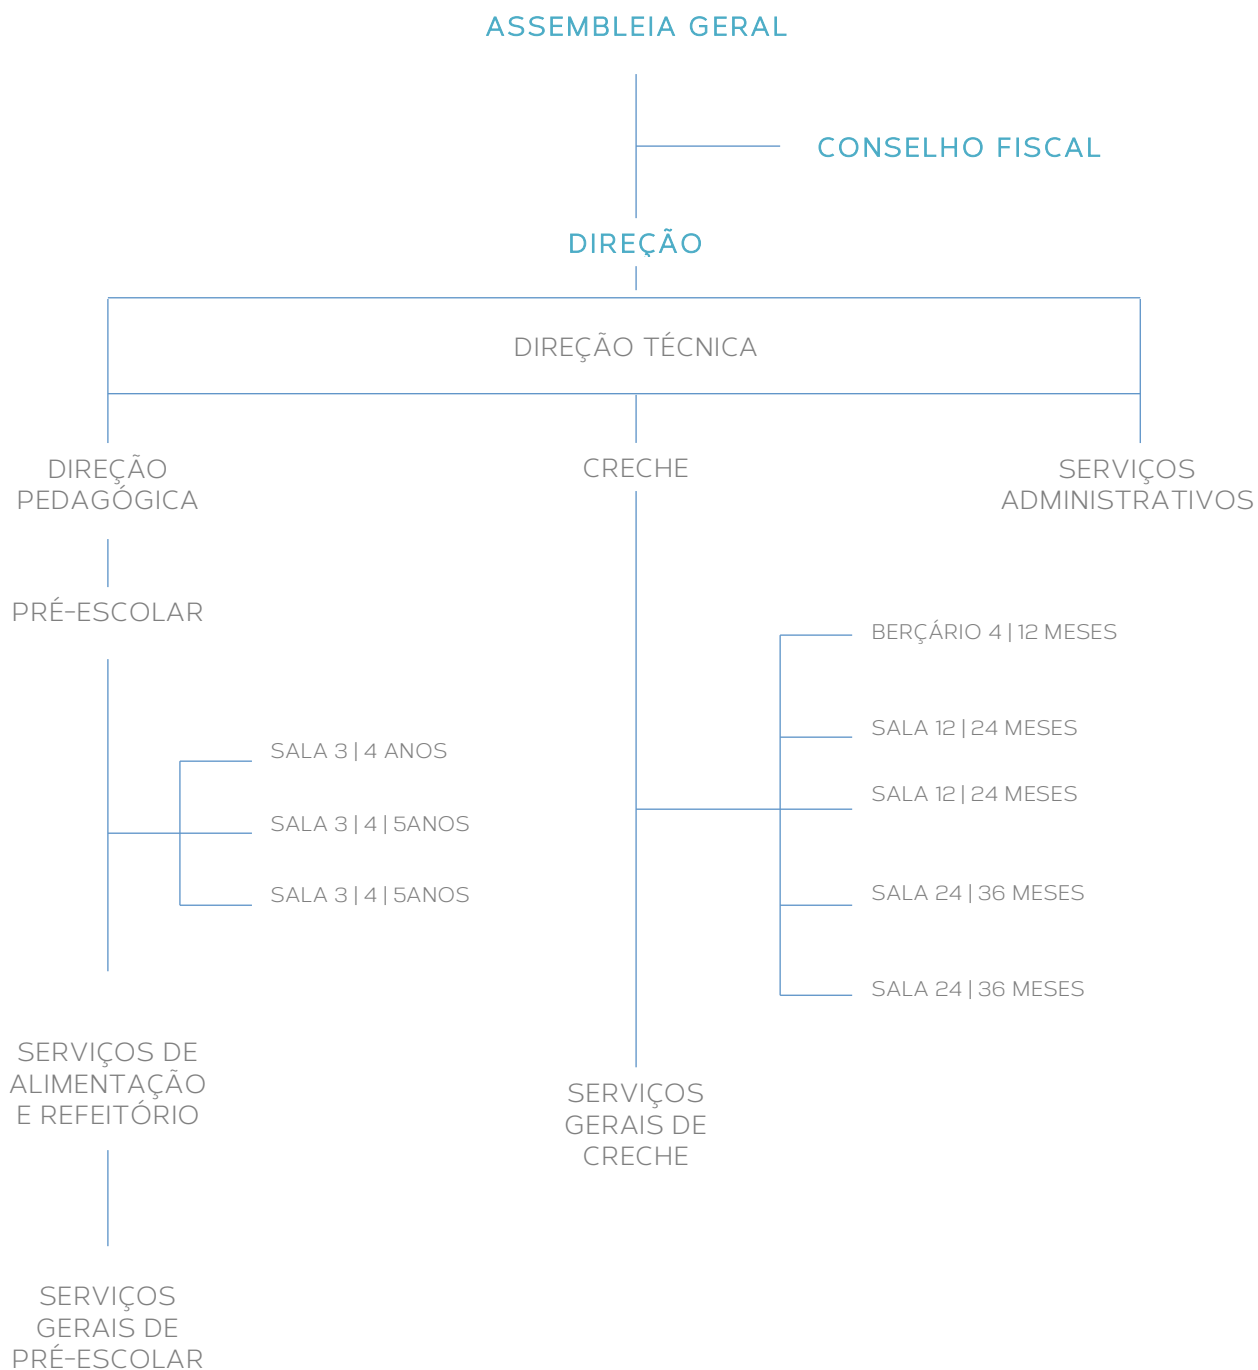 ASSEMBLEIA GERAL
CONSELHO FISCAL
DIREÇÃO
DIREÇÃO TÉCNICA
DIREÇÃO
PEDAGÓGICA
CRECHE
SERVIÇOS
ADMINISTRATIVOS
PRÉ-ESCOLAR
SALA 3 | 4 ANOS
SALA 3 | 4 | 5ANOS
SALA 3 | 4 | 5ANOS
BERÇÁRIO 4 | 12 MESES
SALA 12 | 24 MESES
SALA 12 | 24 MESES
SALA 24 | 36 MESES
SALA 24 | 36 MESES
SERVIÇOS DE
ALIMENTAÇÃO
E REFEITÓRIO
SERVIÇOS
GERAIS DE
CRECHE
SERVIÇOS
GERAIS DE
PRÉ-ESCOLAR